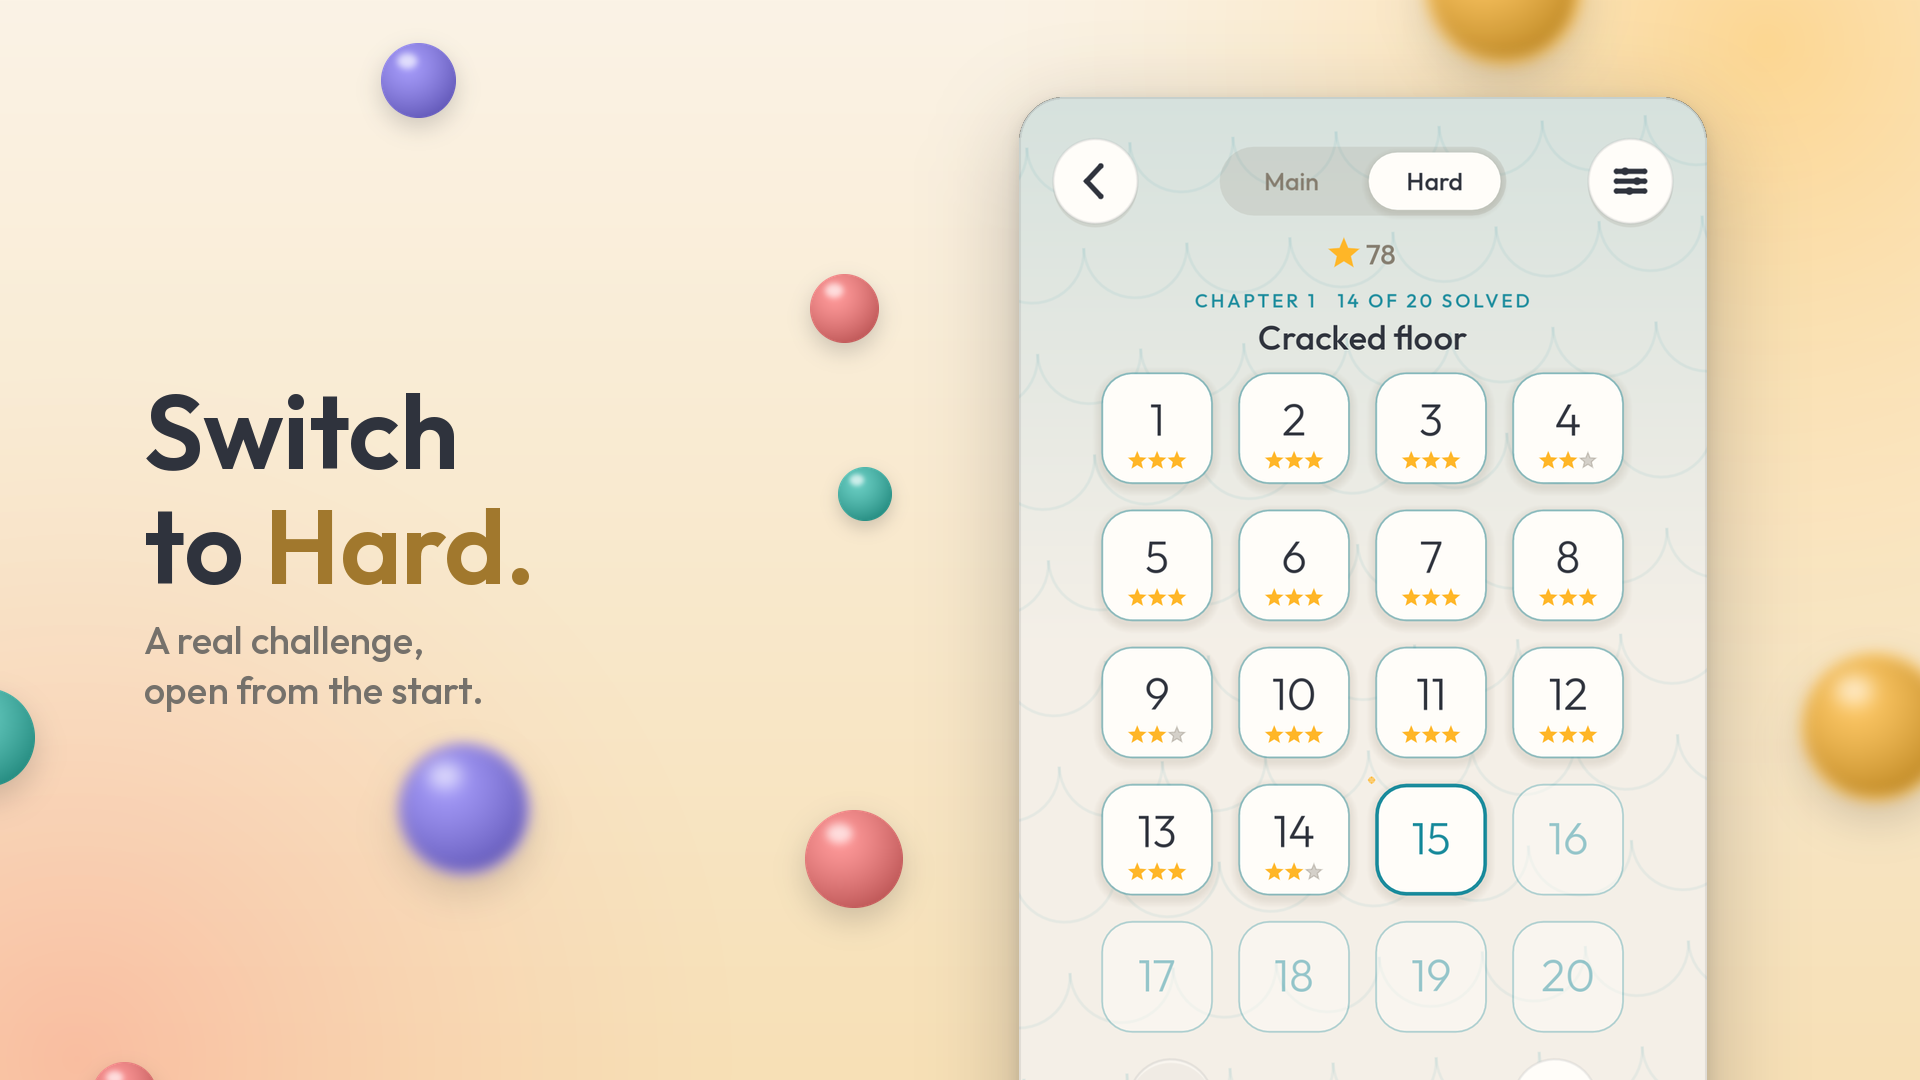 Switch
to Hard.
A real challenge,
open from the start.
Main Hard
78
CHAPTER 1 14 OF 20 SOLVED
Cracked floor
1 2 3 4
5 6 7 8
9 10 11 12
13 14 15 16
17 18 19 20